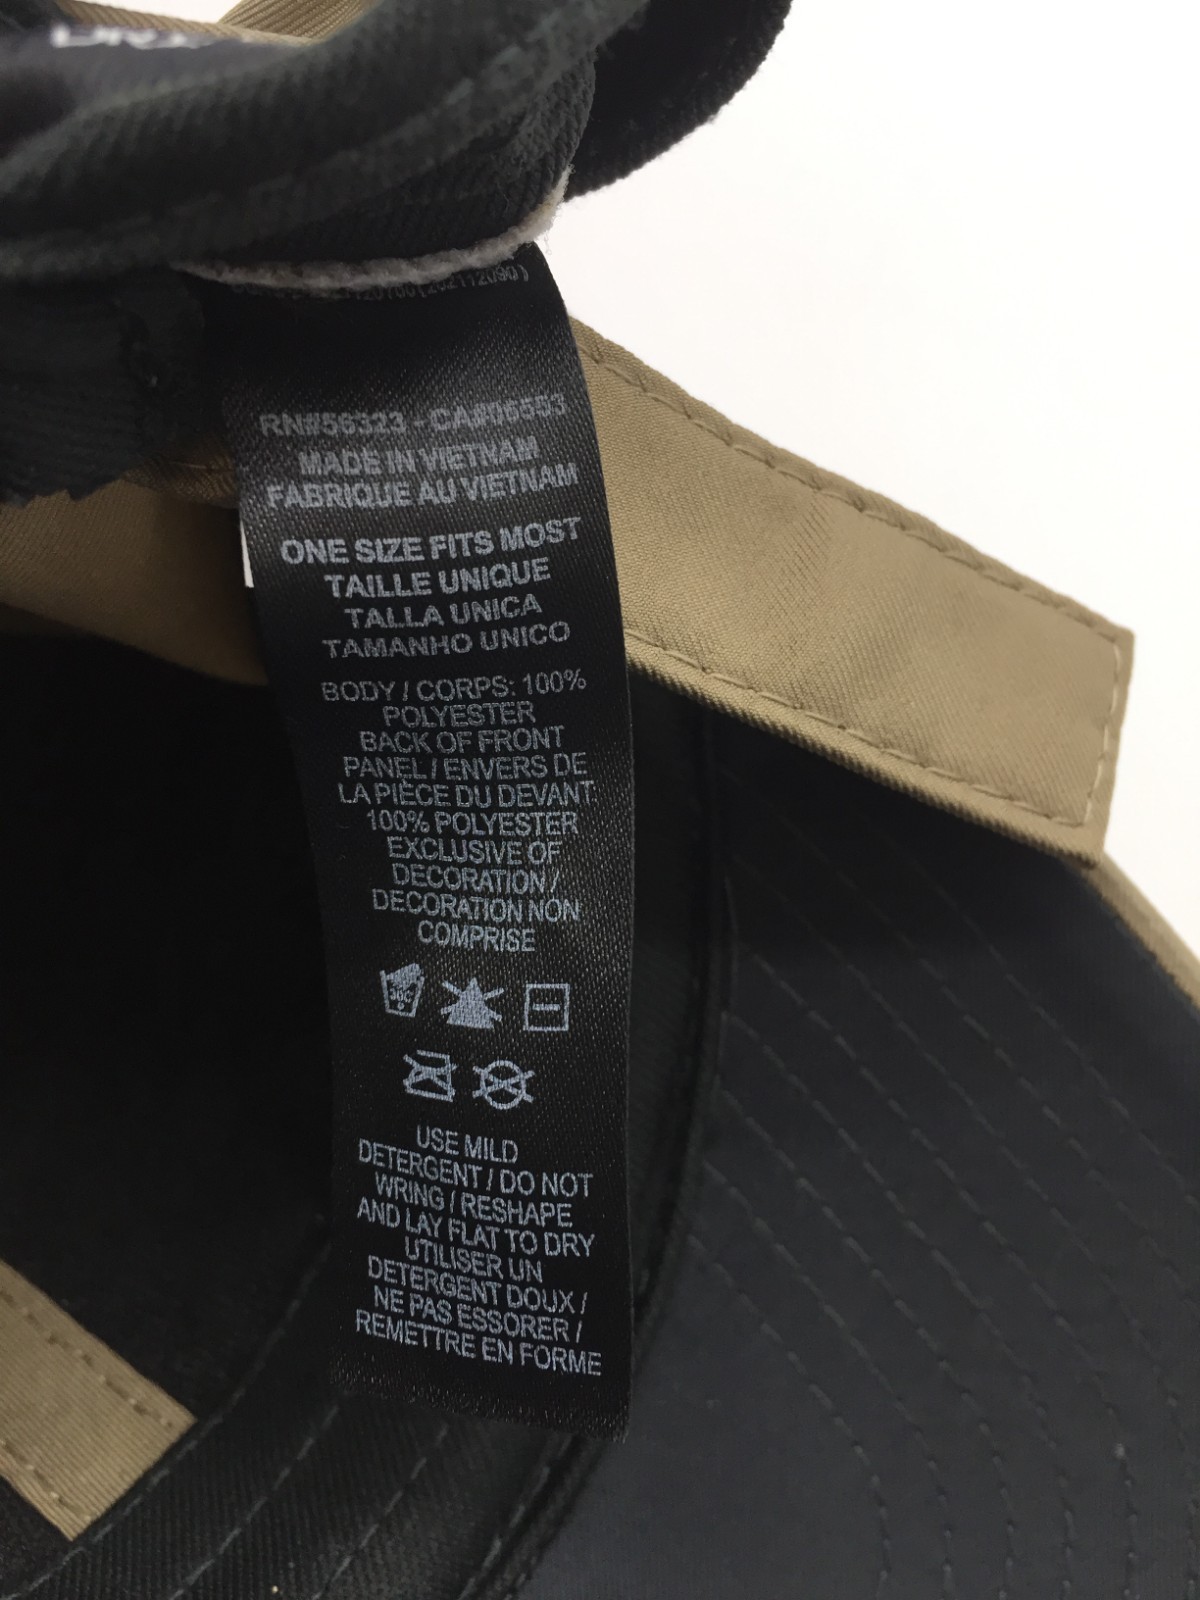 RN#56323 - CA#06553
MADE IN VIETNAM
FABRIQUE AU VIETNAM
ONE SIZE FITS MOST
TAILLE UNIQUE
TALLA UNICA
TAMANHO UNICO
BODY / CORPS: 100%
POLYESTER
BACK OF FRONT
PANEL / ENVERS DE
LA PIÈCE DU DEVANT:
100% POLYESTER
EXCLUSIVE OF
DECORATION /
DECORATION NON
COMPRISE
30C
USE MILD
DETERGENT / DO NOT
WRING / RESHAPE
AND LAY FLAT TO DRY
UTILISER UN
DETERGENT DOUX /
NE PAS ESSORER /
REMETTRE EN FORME